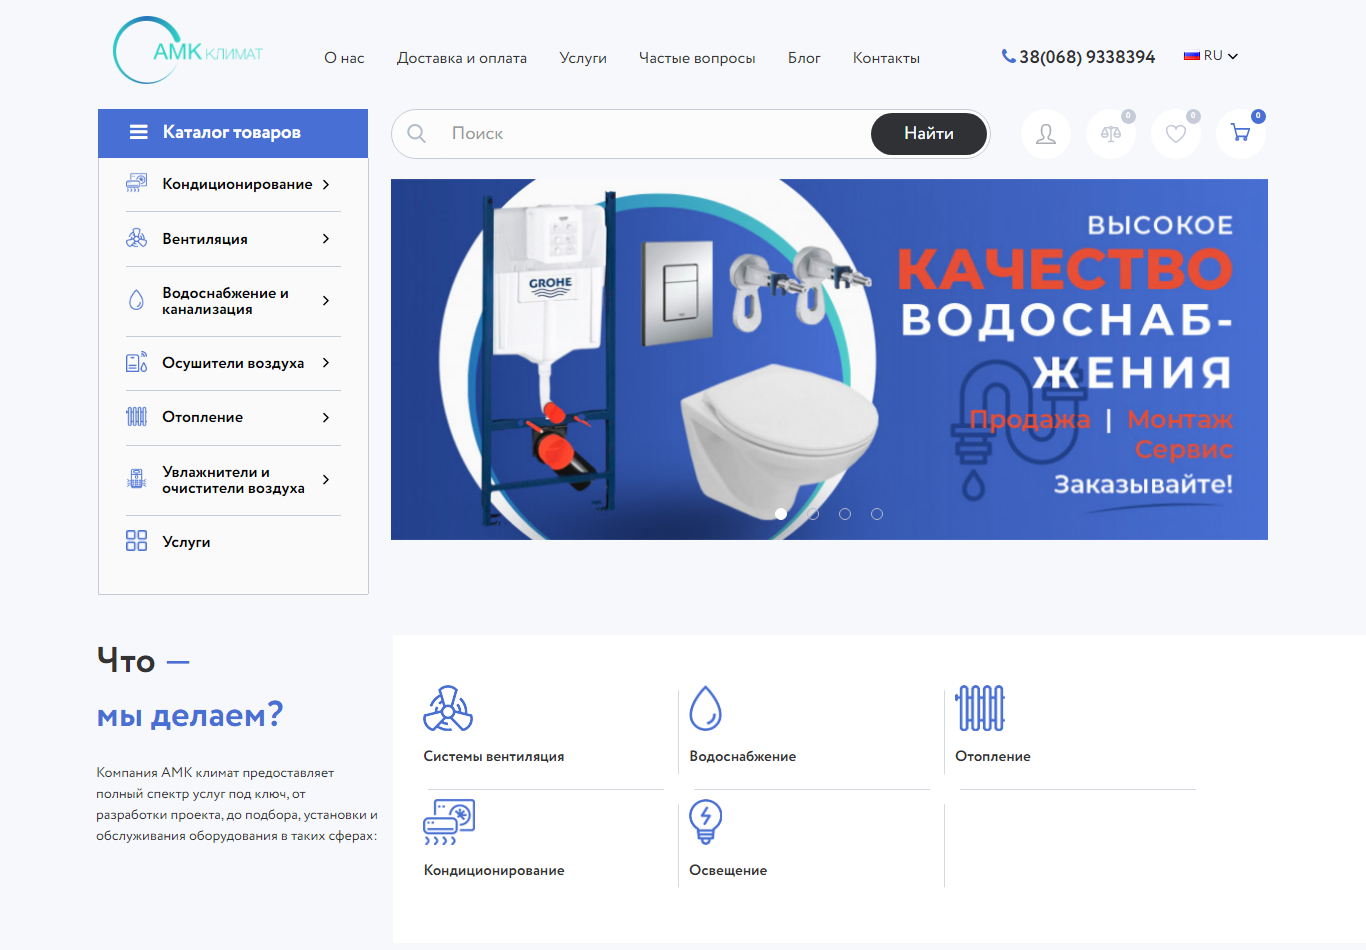 АМК КЛИМАТ
О нас
Доставка и оплата
Услуги
Частые вопросы
Блог
Контакты
38(068) 9338394
RU
Каталог товаров
Поиск
Найти
0
0
0
Кондиционирование
Вентиляция
Водоснабжение и
канализация
Осушители воздуха
Отопление
Увлажнители и
очистители воздуха
Услуги
GROHE
ВЫСОКОЕ
КАЧЕСТВО
ВОДОСНАБ-
ЖЕНИЯ
Продажа | Монтаж
Сервис
Заказывайте!
Что —
мы делаем?
Компания АМК климат предоставляет
полный спектр услуг под ключ, от
разработки проекта, до подбора, установки и
обслуживания оборудования в таких сферах:
Системы вентиляция
Водоснабжение
Отопление
Кондиционирование
Освещение